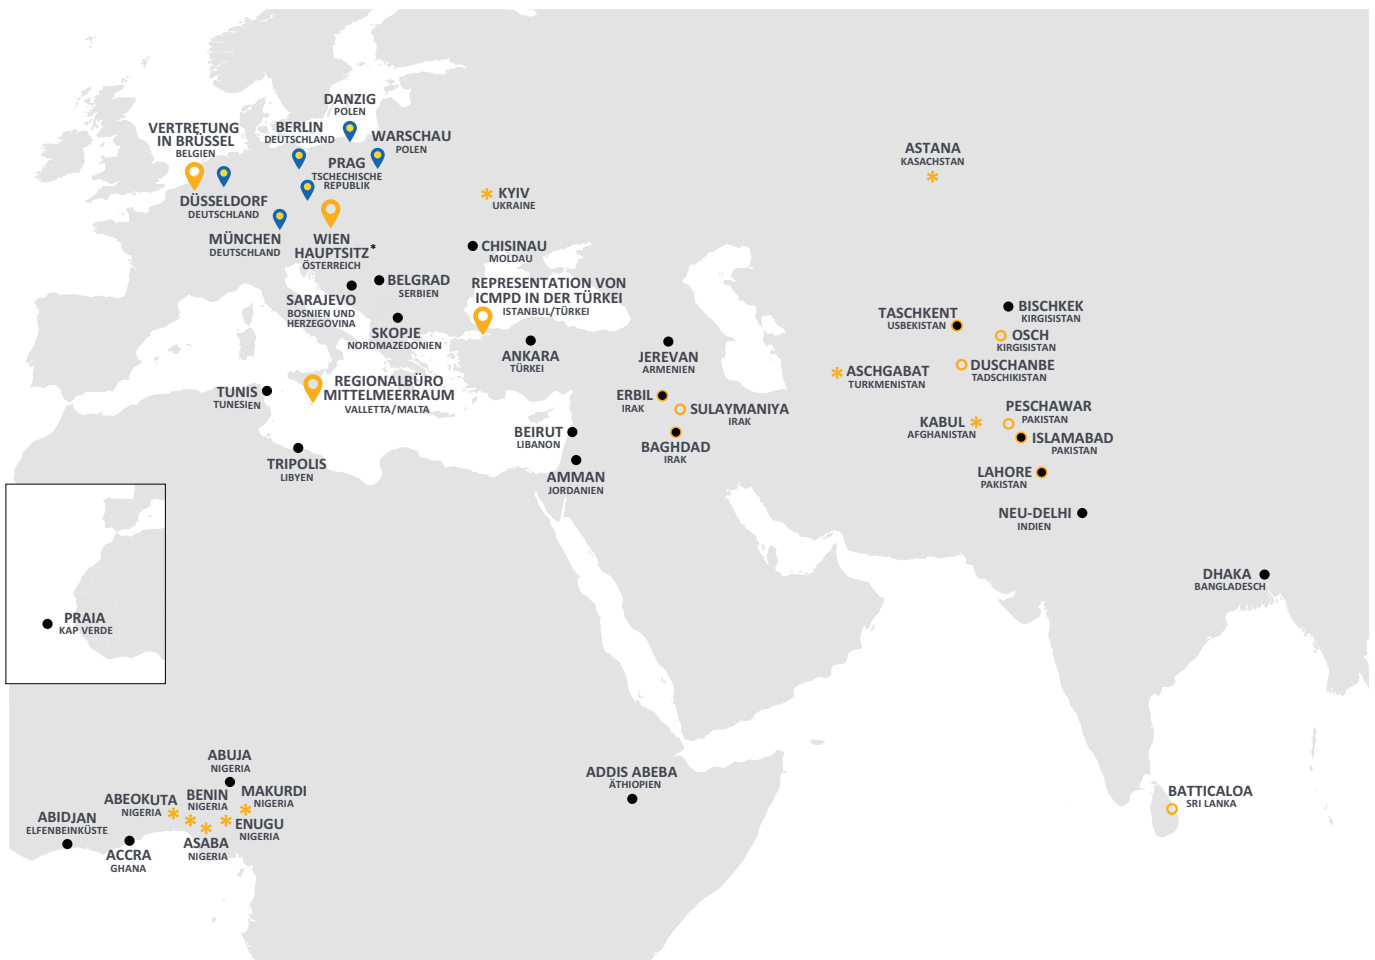 DANZIG
POLEN
VERTRETUNG
IN BRÜSSEL
BELGIEN
BERLIN
DEUTSCHLAND
WARSCHAU
POLEN
PRAG
TSCHECHISCHE
REPUBLIK
DÜSSELDORF
DEUTSCHLAND
MÜNCHEN
DEUTSCHLAND
WIEN
HAUPTSITZ*
ÖSTERREICH
KYIV
UKRAINE
ASTANA
KASACHSTAN
CHISINAU
MOLDAU
BELGRAD
SERBIEN
SARAJEVO
BOSNIEN UND
HERZEGOVINA
REPRESENTATION VON
ICMPD IN DER TÜRKEI
ISTANBUL/TÜRKEI
SKOPJE
NORDMAZEDONIEN
ANKARA
TÜRKEI
JEREVAN
ARMENIEN
TASCHKENT
USBEKISTAN
BISCHKEK
KIRGISISTAN
OSCH
KIRGISISTAN
DUSCHANBE
TADSCHIKISTAN
ASCHGABAT
TURKMENISTAN
TUNIS
TUNESIEN
REGIONALBÜRO
MITTELMEERRAUM
VALLETTA/MALTA
ERBIL
IRAK
SULAYMANIYA
IRAK
BAGHDAD
IRAK
PESCHAWAR
PAKISTAN
KABUL
AFGHANISTAN
ISLAMABAD
PAKISTAN
BEIRUT
LIBANON
TRIPOLIS
LIBYEN
AMMAN
JORDANIEN
LAHORE
PAKISTAN
NEU-DELHI
INDIEN
DHAKA
BANGLADESCH
PRAIA
KAP VERDE
ABUJA
NIGERIA
ADDIS ABEBA
ÄTHIOPIEN
ABEOKUTA
NIGERIA
BENIN
NIGERIA
MAKURDI
NIGERIA
BATTICALOA
SRI LANKA
ABIDJAN
ELFENBEINKÜSTE
ENUGU
NIGERIA
ASABA
NIGERIA
ACCRA
GHANA